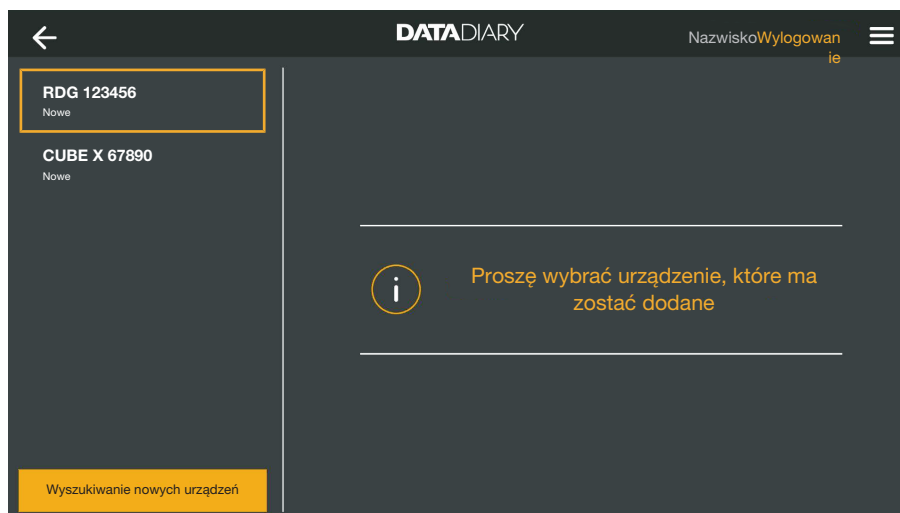 DATADIARY
NazwiskoWylogowan
ie
RDG 123456
Nowe
CUBE X 67890
Nowe
i
Proszę wybrać urządzenie, które ma
zostać dodane
Wyszukiwanie nowych urządzeń